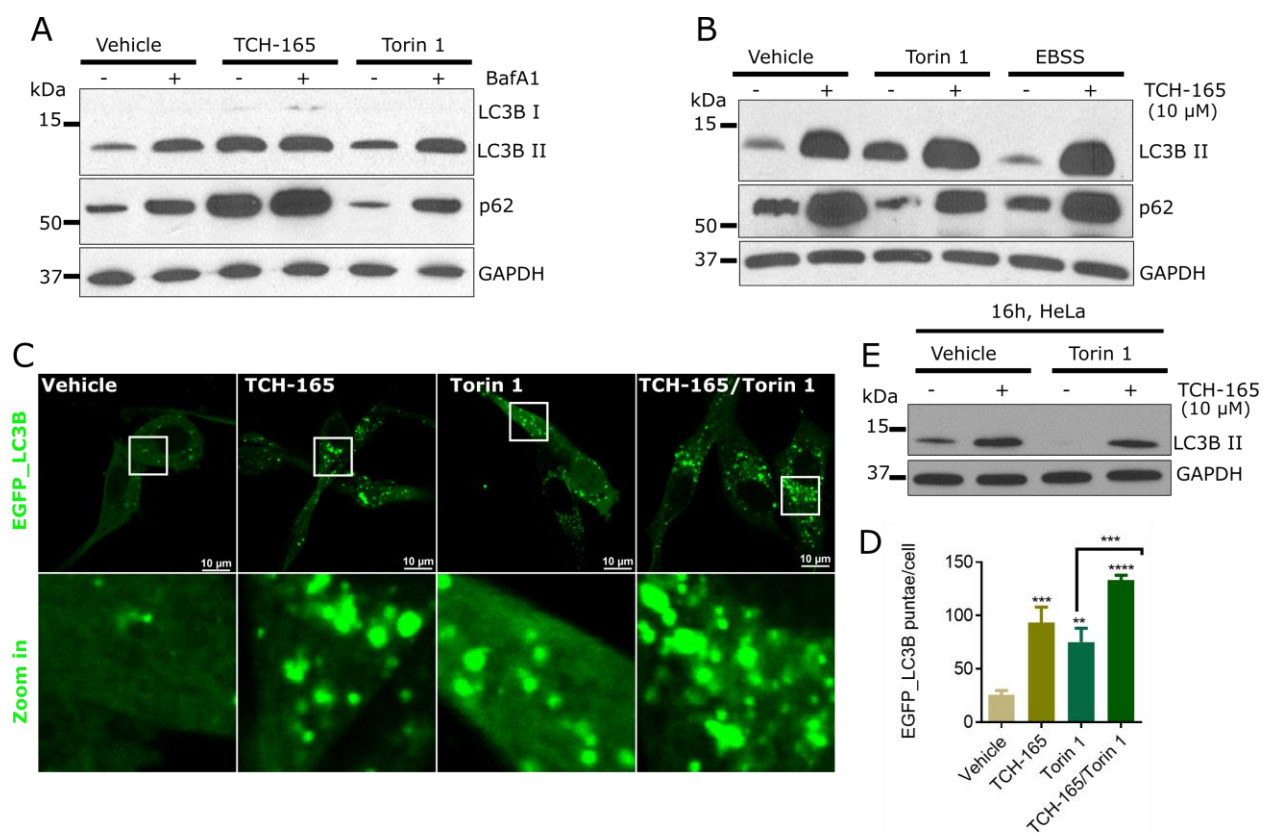 A
Vehicle TCH-165 Torin 1
- + - + - + BafA1
kDa
LC3B I
15
LC3B II
p62
50
37
GAPDH
B
Vehicle Torin 1 EBSS
- + - + - + TCH-165
kDa (10 µM)
15
LC3B II
p62
50
37
GAPDH
C
EGFP_LC3B
Vehicle TCH-165 Torin 1 TCH-165/Torin 1
10 µm 10 µm 10 µm 10 µm
Zoom in
16h, HeLa
E
Vehicle Torin 1
- + - + TCH-165
kDa (10 µM)
15
LC3B II
37
GAPDH
D
EGFP_LC3B puntae/cell
150
100
50
0
***
****
***
**
Vehicle
TCH-165
Torin 1
TCH-165/Torin 1